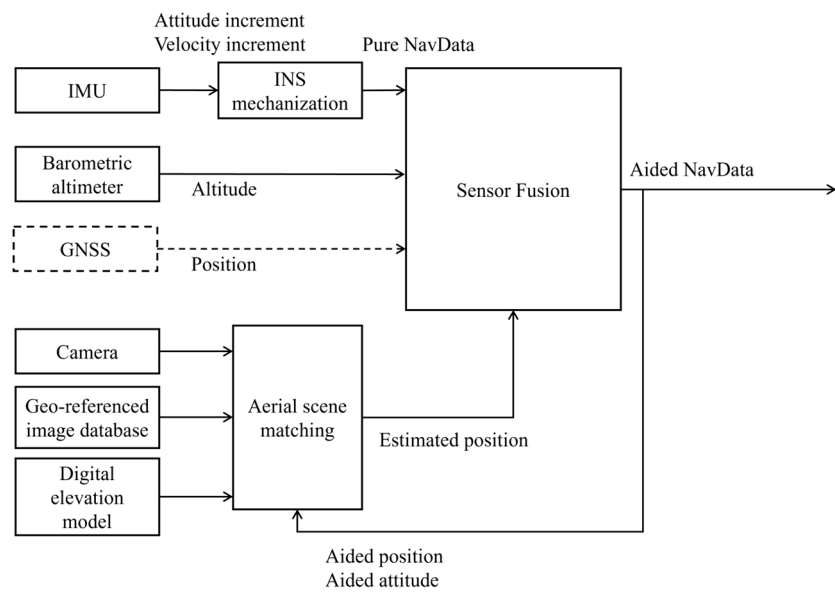 Attitude increment
Velocity increment
Pure NavData
IMU
INS
mechanization
Barometric
altimeter
Altitude
Sensor Fusion
Aided NavData
GNSS
Position
Camera
Geo-referenced
image database
Aerial scene
matching
Estimated position
Digital
elevation
model
Aided position
Aided attitude